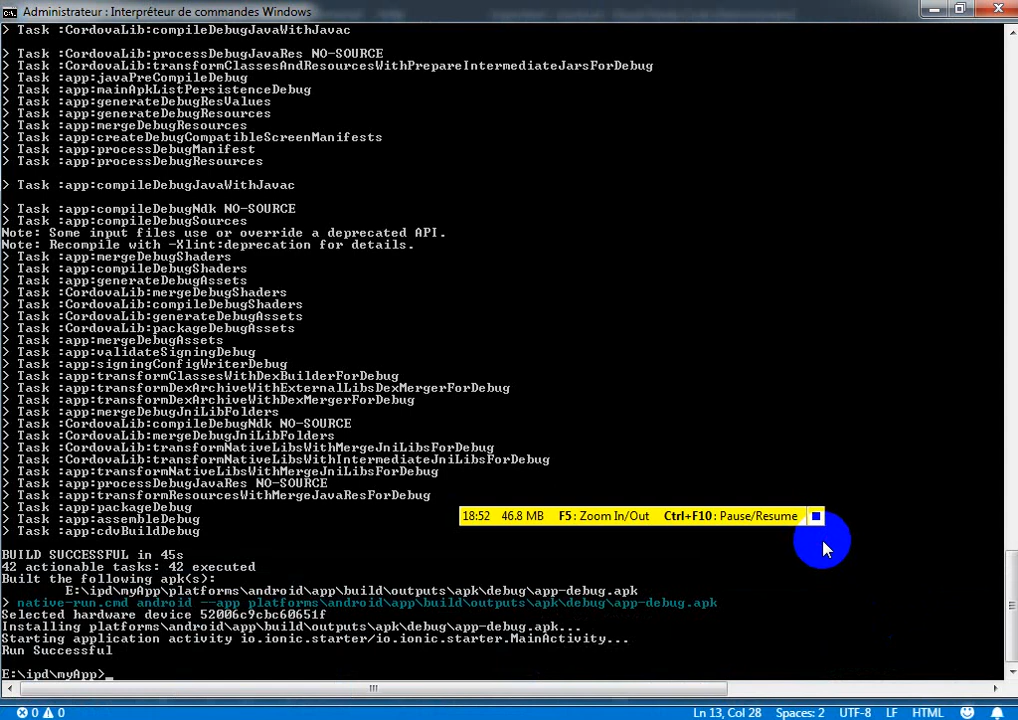 Administrateur : Interpréteur de commandes Windows
> Task :CordovaLib:compileDebugJavaWithJavac
> Task :CordovaLib:processDebugJavaRes NO-SOURCE
> Task :CordovaLib:transformClassesAndResourcesWithPrepareIntermediateJarsForDebug
> Task :app:javaPreCompileDebug
> Task :app:mainApkListPersistenceDebug
> Task :app:generateDebugResValues
> Task :app:generateDebugResources
> Task :app:mergeDebugResources
> Task :app:createDebugCompatibleScreenManifests
> Task :app:processDebugManifest
> Task :app:processDebugResources
> Task :app:compileDebugJavaWithJavac
> Task :app:compileDebugNdk NO-SOURCE
> Task :app:compileDebugSources
Note: Some input files use or override a deprecated API.
Note: Recompile with -Xlint:deprecation for details.
> Task :app:mergeDebugShaders
> Task :app:compileDebugShaders
> Task :app:generateDebugAssets
> Task :CordovaLib:mergeDebugShaders
> Task :CordovaLib:compileDebugShaders
> Task :CordovaLib:generateDebugAssets
> Task :CordovaLib:packageDebugAssets
> Task :app:mergeDebugAssets
> Task :app:validateSigningDebug
> Task :app:signingConfigWriterDebug
> Task :app:transformClassesWithDexBuilderForDebug
> Task :app:transformDexArchiveWithExternalLibsDexMergerForDebug
> Task :app:transformDexArchiveWithDexMergerForDebug
> Task :app:mergeDebugJniLibFolders
> Task :CordovaLib:compileDebugNdk NO-SOURCE
> Task :CordovaLib:mergeDebugJniLibFolders
> Task :CordovaLib:transformNativeLibsWithMergeJniLibsForDebug
> Task :CordovaLib:transformNativeLibsWithIntermediateJniLibsForDebug
> Task :app:transformNativeLibsWithMergeJniLibsForDebug
> Task :app:processDebugJavaRes NO-SOURCE
> Task :app:transformResourcesWithMergeJavaResForDebug
> Task :app:packageDebug
18:52 46.8 MB F5: Zoom In/Out Ctrl+F10: Pause/Resume
> Task :app:assembleDebug
> Task :app:cdvBuildDebug
BUILD SUCCESSFUL in 45s
42 actionable tasks: 42 executed
Built the following apk(s):
E:\ipd\myApp\platforms\android\app\build\outputs\apk\debug\app-debug.apk
> native-run.cmd android --app platforms\android\app\build\outputs\apk\debug\app-debug.apk
Selected hardware device 52006c9cbc60651f
Installing platforms\android\app\build\outputs\apk\debug\app-debug.apk...
Starting application activity io.ionic.starter/io.ionic.starter.MainActivity...
Run Successful
E:\ipd\myApp>_
0 0 Ln 13, Col 28 Spaces: 2 UTF-8 LF HTML